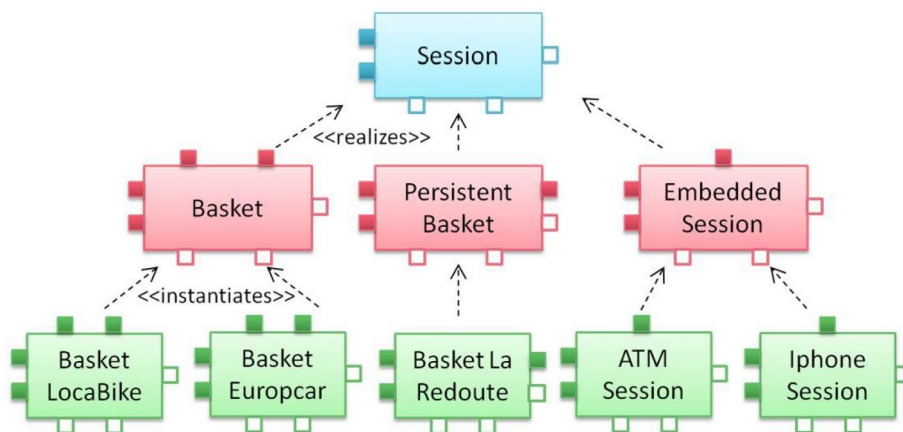 Session
<<realizes>>
Basket
Persistent
Basket
Embedded
Session
<<instantiates>>
Basket
LocaBike
Basket
Europcar
Basket La
Redoute
ATM
Session
Iphone
Session